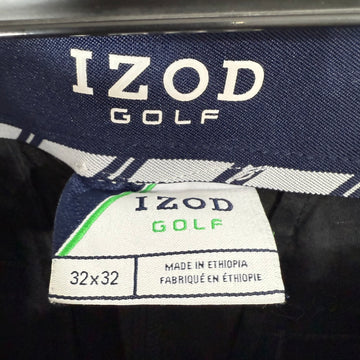 IZOD
GOLF
IZOD
GOLF
32x32
MADE IN ETHIOPIA
FABRIQUÉ EN ÉTHIOPIE